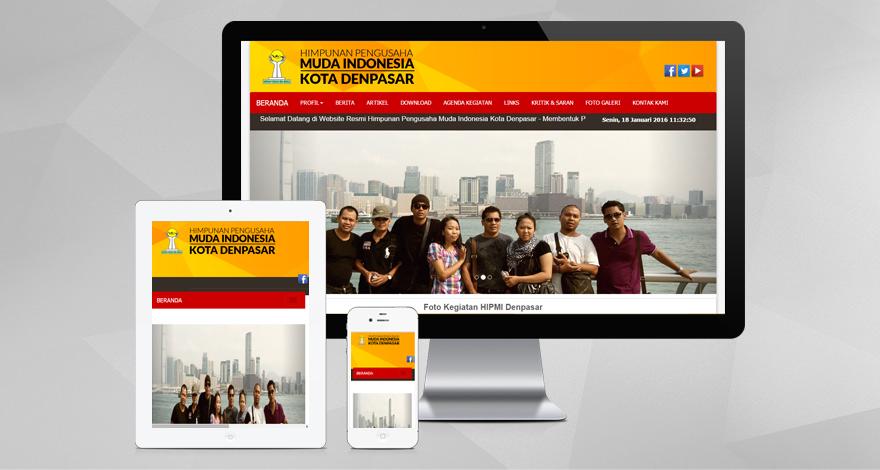 HIMPUNAN PENGUSAHA
MUDA INDONESIA
KOTA DENPASAR
BERANDA PROFIL BERITA ARTIKEL DOWNLOAD AGENDA KEGIATAN LINKS KRITIK & SARAN FOTO GALERI KONTAK KAMI
Selamat Datang di Website Resmi Himpunan Pengusaha Muda Indonesia Kota Denpasar - Membentuk P
Senin, 18 Januari 2016 11:32:50
Foto Kegiatan HIPMI Denpasar
HIMPUNAN PENGUSAHA
MUDA INDONESIA
KOTA DENPASAR
BERANDA
HIMPUNAN PENGUSAHA
MUDA INDONESIA
KOTA DENPASAR
BERANDA